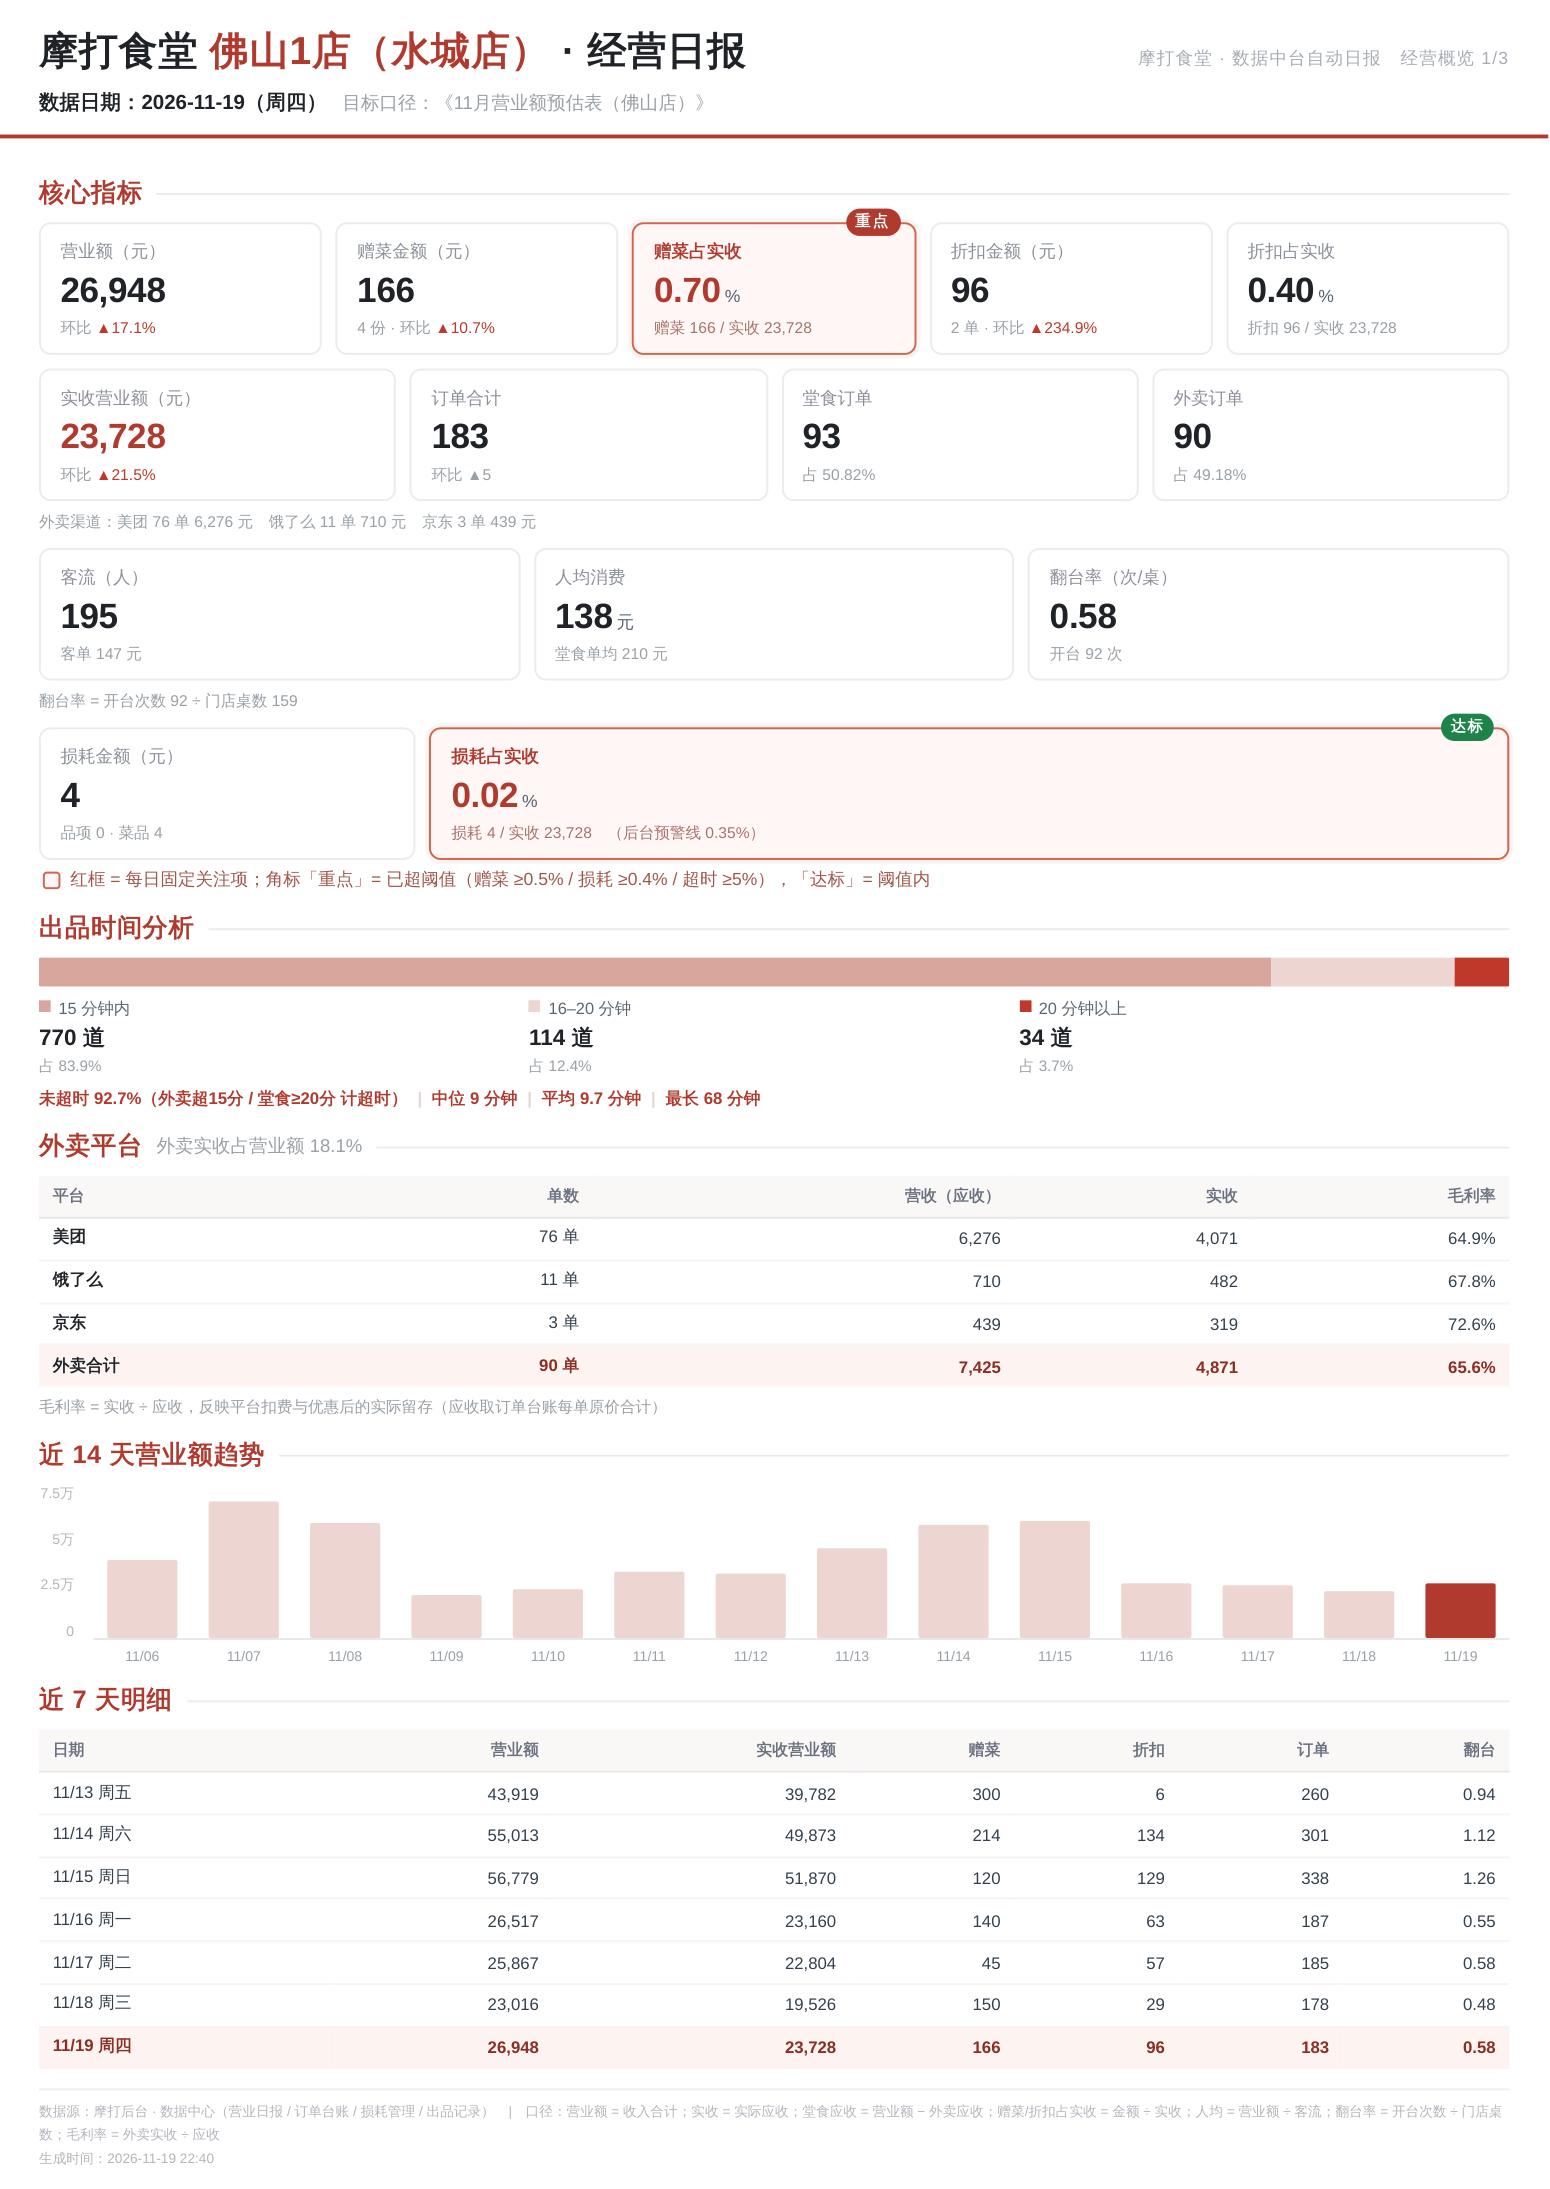 摩打食堂 佛山1店（水城店） · 经营日报
摩打食堂 · 数据中台自动日报 经营概览 1/3
数据日期：2026-11-19（周四） 目标口径：《11月营业额预估表（佛山店）》
核心指标
重点
营业额（元） 赠菜金额（元） 赠菜占实收 折扣金额（元） 折扣占实收
26,948 166 0.70 % 96 0.40 %
环比 ▲17.1% 4 份 · 环比 ▲10.7% 赠菜 166 / 实收 23,728 2 单 · 环比 ▲234.9% 折扣 96 / 实收 23,728
实收营业额（元） 订单合计 堂食订单 外卖订单
23,728 183 93 90
环比 ▲21.5% 环比 ▲5 占 50.82% 占 49.18%
外卖渠道：美团 76 单 6,276 元 饿了么 11 单 710 元 京东 3 单 439 元
客流（人） 人均消费 翻台率（次/桌）
195 138 元 0.58
客单 147 元 堂食单均 210 元 开台 92 次
翻台率 = 开台次数 92 ÷ 门店桌数 159
达标
损耗金额（元） 损耗占实收
4 0.02 %
品项 0 · 菜品 4 损耗 4 / 实收 23,728 （后台预警线 0.35%）
红框 = 每日固定关注项；角标「重点」= 已超阈值（赠菜 ≥0.5% / 损耗 ≥0.4% / 超时 ≥5%），「达标」= 阈值内
出品时间分析
15 分钟内 16–20 分钟 20 分钟以上
770 道 114 道 34 道
占 83.9% 占 12.4% 占 3.7%
未超时 92.7%（外卖超15分 / 堂食≥20分 计超时） | 中位 9 分钟 | 平均 9.7 分钟 | 最长 68 分钟
外卖平台 外卖实收占营业额 18.1%
平台 单数 营收（应收） 实收 毛利率
美团 76 单 6,276 4,071 64.9%
饿了么 11 单 710 482 67.8%
京东 3 单 439 319 72.6%
外卖合计 90 单 7,425 4,871 65.6%
毛利率 = 实收 ÷ 应收，反映平台扣费与优惠后的实际留存（应收取订单台账每单原价合计）
近 14 天营业额趋势
7.5万
5万
2.5万
0
11/06 11/07 11/08 11/09 11/10 11/11 11/12 11/13 11/14 11/15 11/16 11/17 11/18 11/19
近 7 天明细
日期 营业额 实收营业额 赠菜 折扣 订单 翻台
11/13 周五 43,919 39,782 300 6 260 0.94
11/14 周六 55,013 49,873 214 134 301 1.12
11/15 周日 56,779 51,870 120 129 338 1.26
11/16 周一 26,517 23,160 140 63 187 0.55
11/17 周二 25,867 22,804 45 57 185 0.58
11/18 周三 23,016 19,526 150 29 178 0.48
11/19 周四 26,948 23,728 166 96 183 0.58
数据源：摩打后台 · 数据中心（营业日报 / 订单台账 / 损耗管理 / 出品记录） | 口径：营业额 = 收入合计；实收 = 实际应收；堂食应收 = 营业额 − 外卖应收；赠菜/折扣占实收 = 金额 ÷ 实收；人均 = 营业额 ÷ 客流；翻台率 = 开台次数 ÷ 门店桌
数；毛利率 = 外卖实收 ÷ 应收
生成时间：2026-11-19 22:40